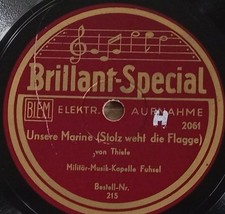 Brillant-Special
BIEM ELEKTR. AUFNAHME
H 2061
Unsere Marine (Stolz weht die Flagge)
von Thiele
Militär-Musik-Kapelle Fuhsel
Bestell-Nr.
215